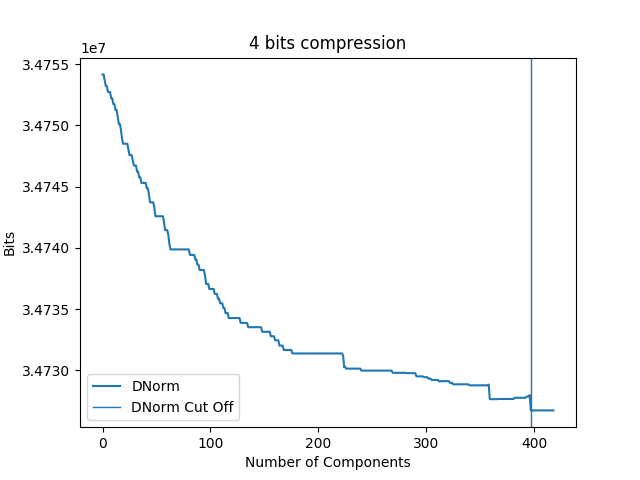 4 bits compression
1e7
3.4755
3.4750
3.4745
3.4740
3.4735
3.4730
Bits
DNorm
DNorm Cut Off
0 100 200 300 400
Number of Components